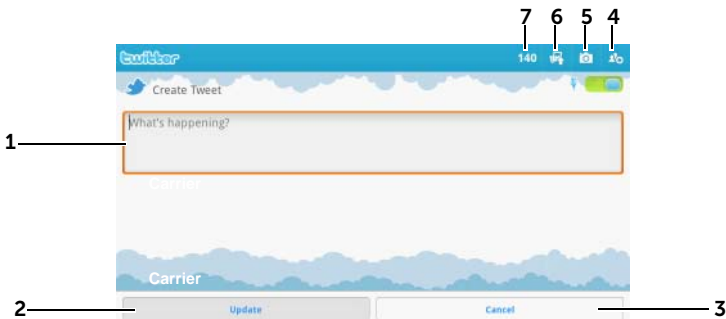 7 6 5 4
twitter 140
Create Tweet
What's happening?
1
Carrier
Carrier
2 Update Cancel 3